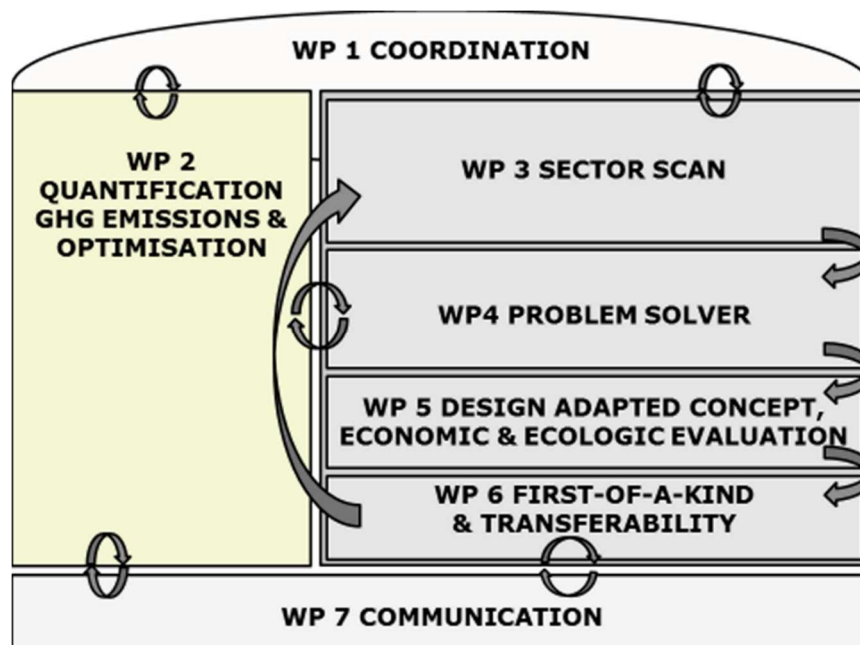 WP 1 COORDINATION
WP 2
QUANTIFICATION
GHG EMISSIONS &
OPTIMISATION
WP 3 SECTOR SCAN
WP4 PROBLEM SOLVER
WP 5 DESIGN ADAPTED CONCEPT,
ECONOMIC & ECOLOGIC EVALUATION
WP 6 FIRST-OF-A-KIND
& TRANSFERABILITY
WP 7 COMMUNICATION